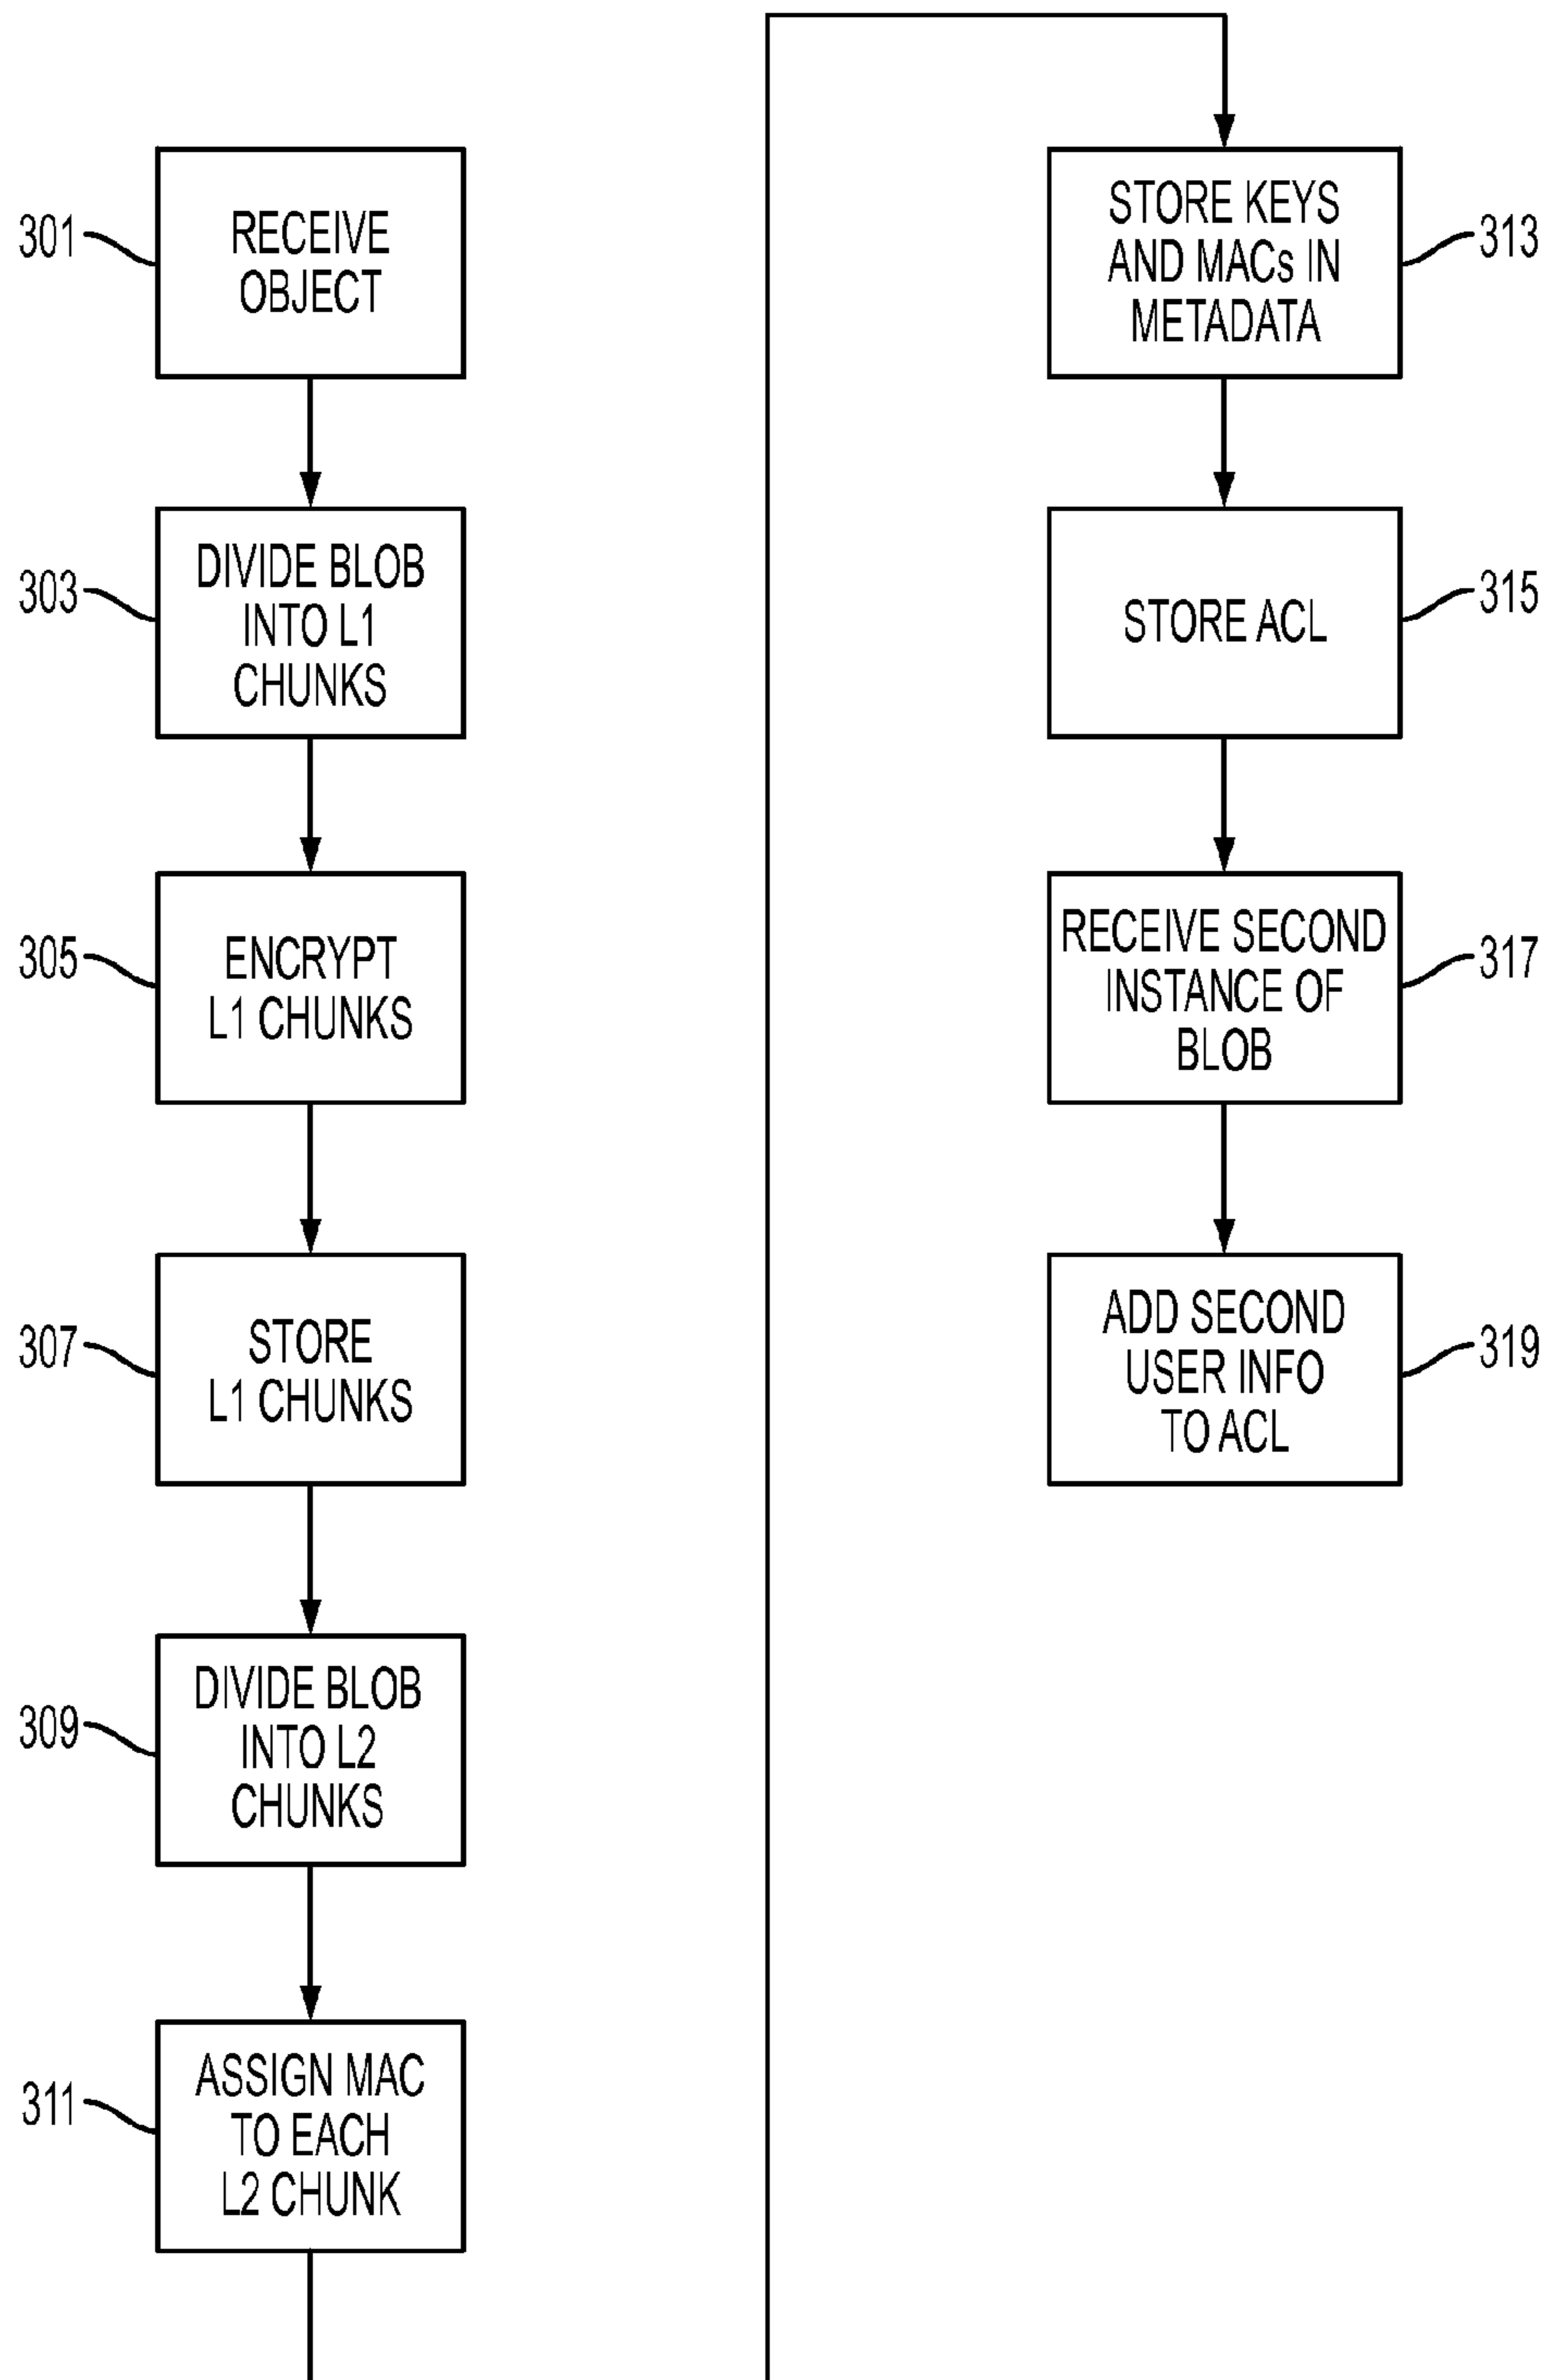 301
RECEIVE
OBJECT
303
DIVIDE BLOB
INTO L1
CHUNKS
305
ENCRYPT
L1 CHUNKS
307
STORE
L1 CHUNKS
309
DIVIDE BLOB
INTO L2
CHUNKS
311
ASSIGN MAC
TO EACH
L2 CHUNK
STORE KEYS
AND MACs IN
METADATA
313
STORE ACL
315
RECEIVE SECOND
INSTANCE OF
BLOB
317
ADD SECOND
USER INFO
TO ACL
319